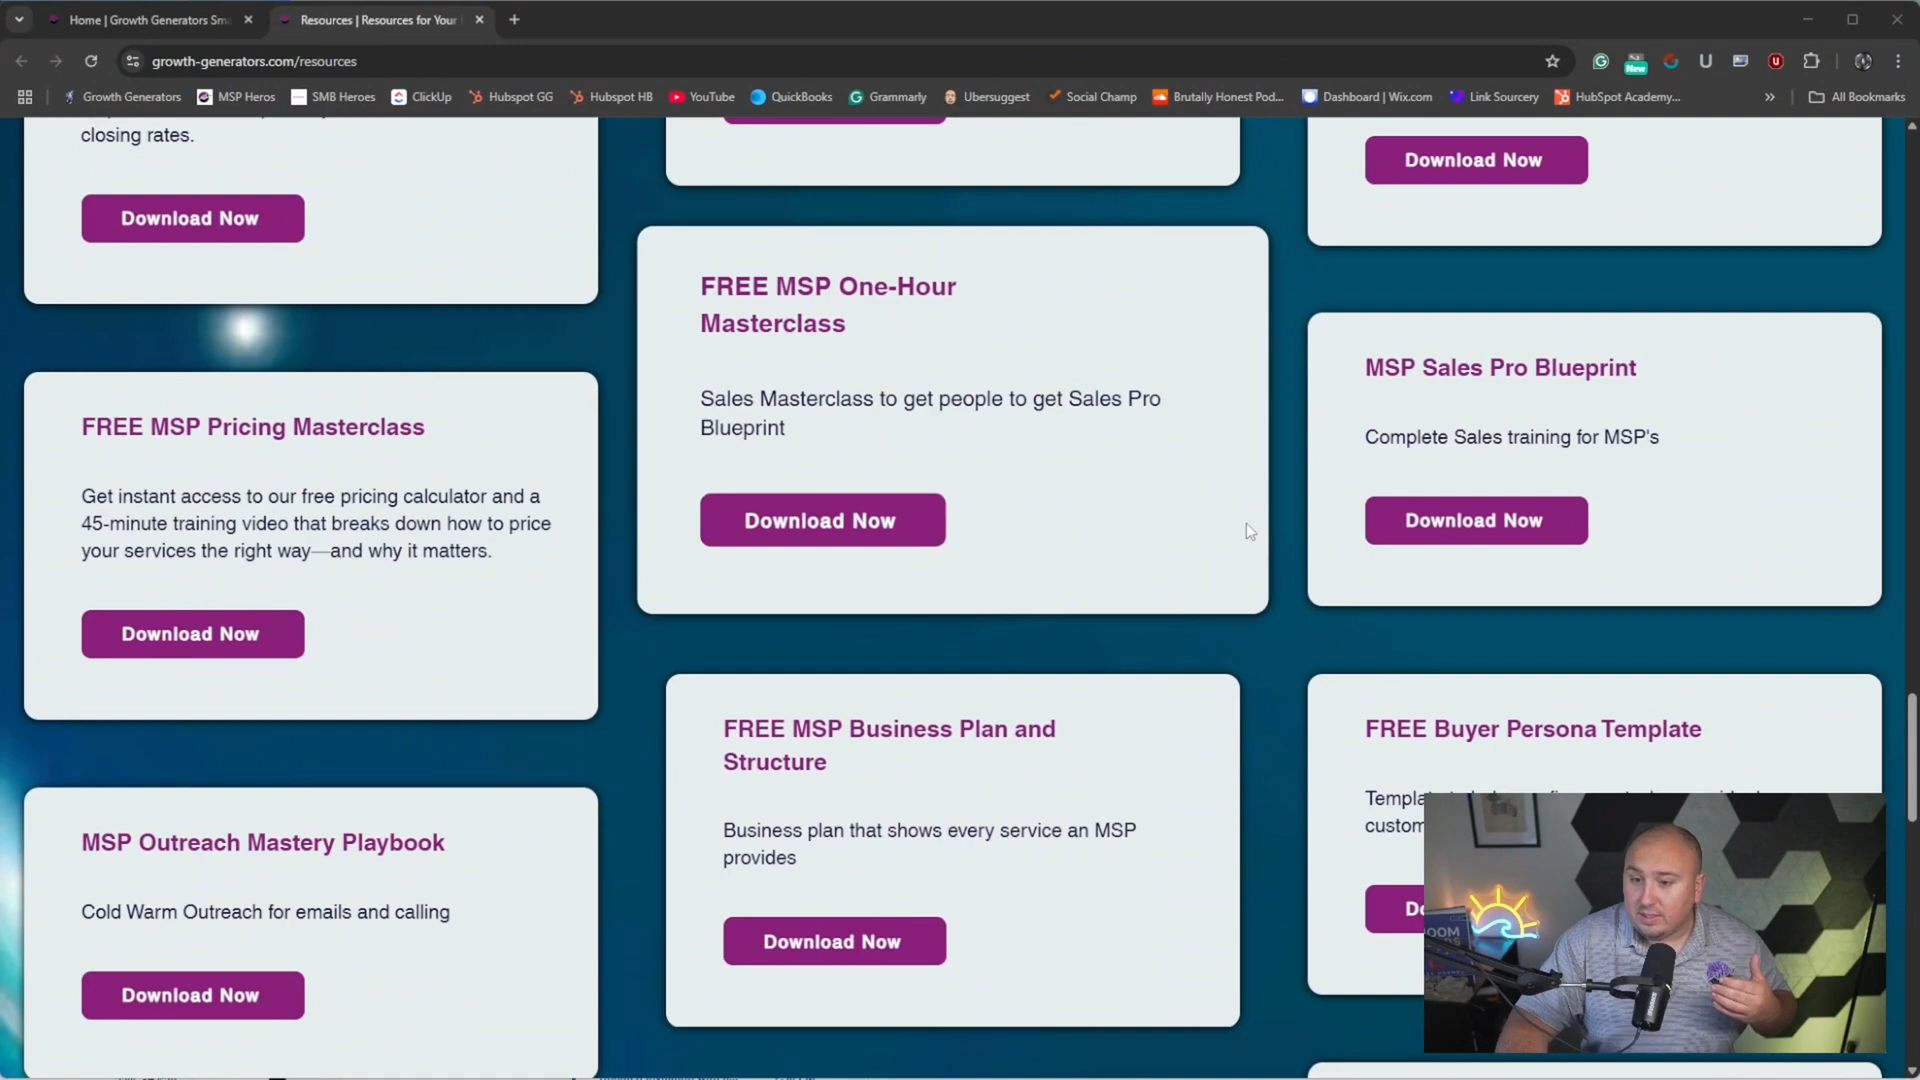 Home | Growth Generators Sma
Resources | Resources for Your
growth-generators.com/resources
New
Growth Generators
MSP Heros
SMB Heroes
ClickUp
Hubspot GG
Hubspot HB
YouTube
QuickBooks
Grammarly
Ubersuggest
Social Champ
Brutally Honest Pod...
Dashboard | Wix.com
Link Sourcery
HubSpot Academy...
All Bookmarks
closing rates.
Download Now
Download Now
FREE MSP One-Hour
Masterclass
Sales Masterclass to get people to get Sales Pro
Blueprint
Download Now
MSP Sales Pro Blueprint
Complete Sales training for MSP's
Download Now
FREE MSP Pricing Masterclass
Get instant access to our free pricing calculator and a
45-minute training video that breaks down how to price
your services the right way—and why it matters.
Download Now
FREE MSP Business Plan and
Structure
Business plan that shows every service an MSP
provides
Download Now
FREE Buyer Persona Template
MSP Outreach Mastery Playbook
Cold Warm Outreach for emails and calling
Download Now